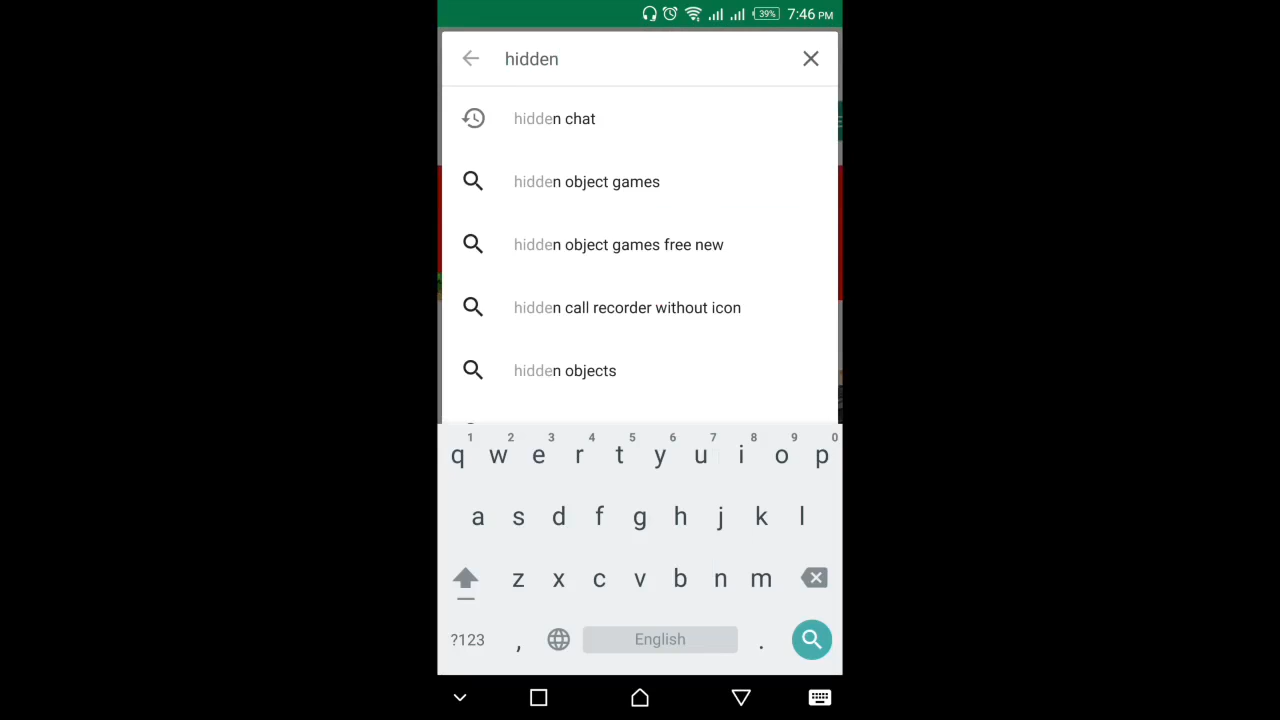 39% 7:46 PM
hidden
hidden chat
hidden object games
hidden object games free new
hidden call recorder without icon
hidden objects
1 2 3 4 5 6 7 8 9 0
q w e r t y u i o p
a s d f g h j k l
z x c v b n m
?123 , English .